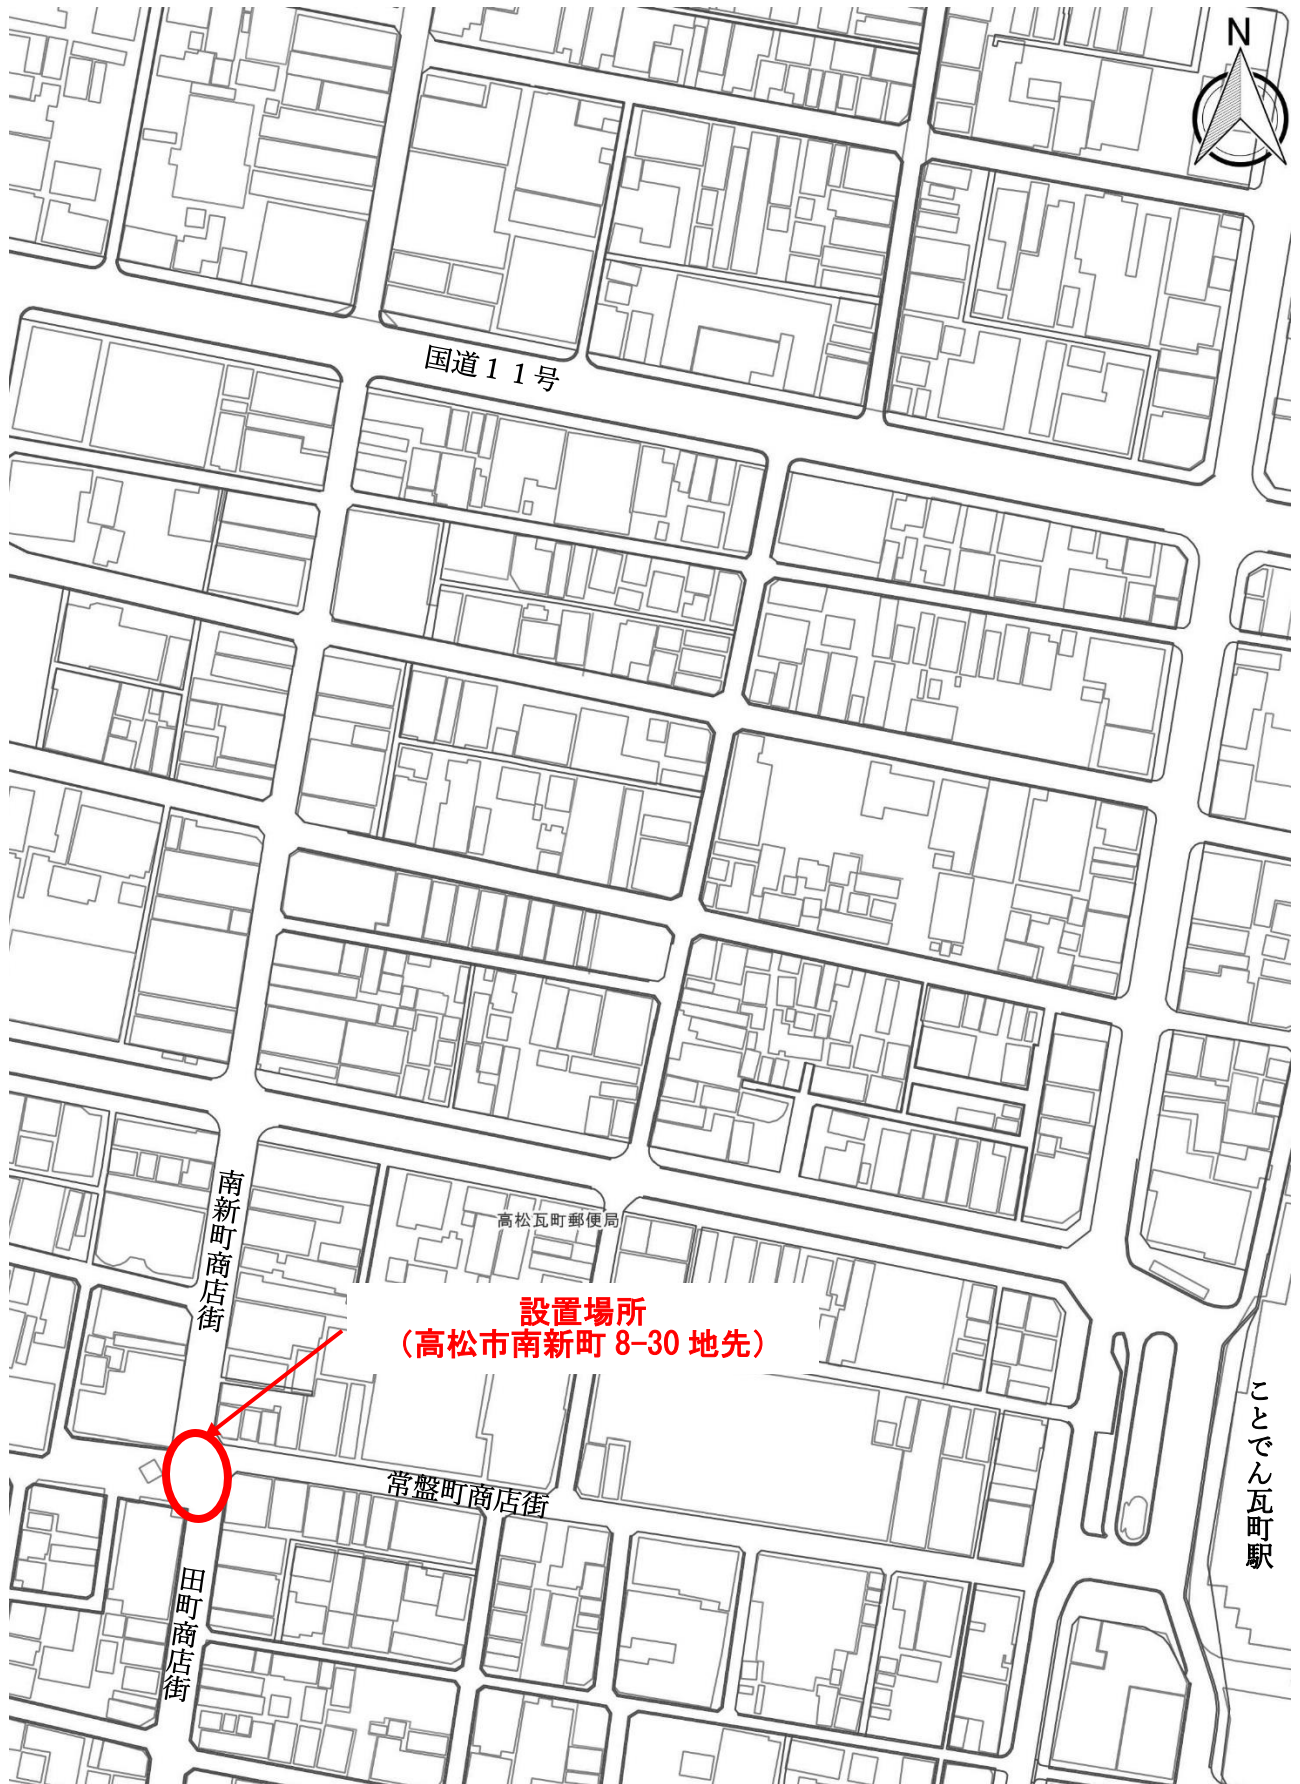 N
国道１１号
南新町商店街
高松瓦町郵便局
設置場所
（高松市南新町 8-30 地先）
ことでん瓦町駅
常盤町商店街
田町商店街